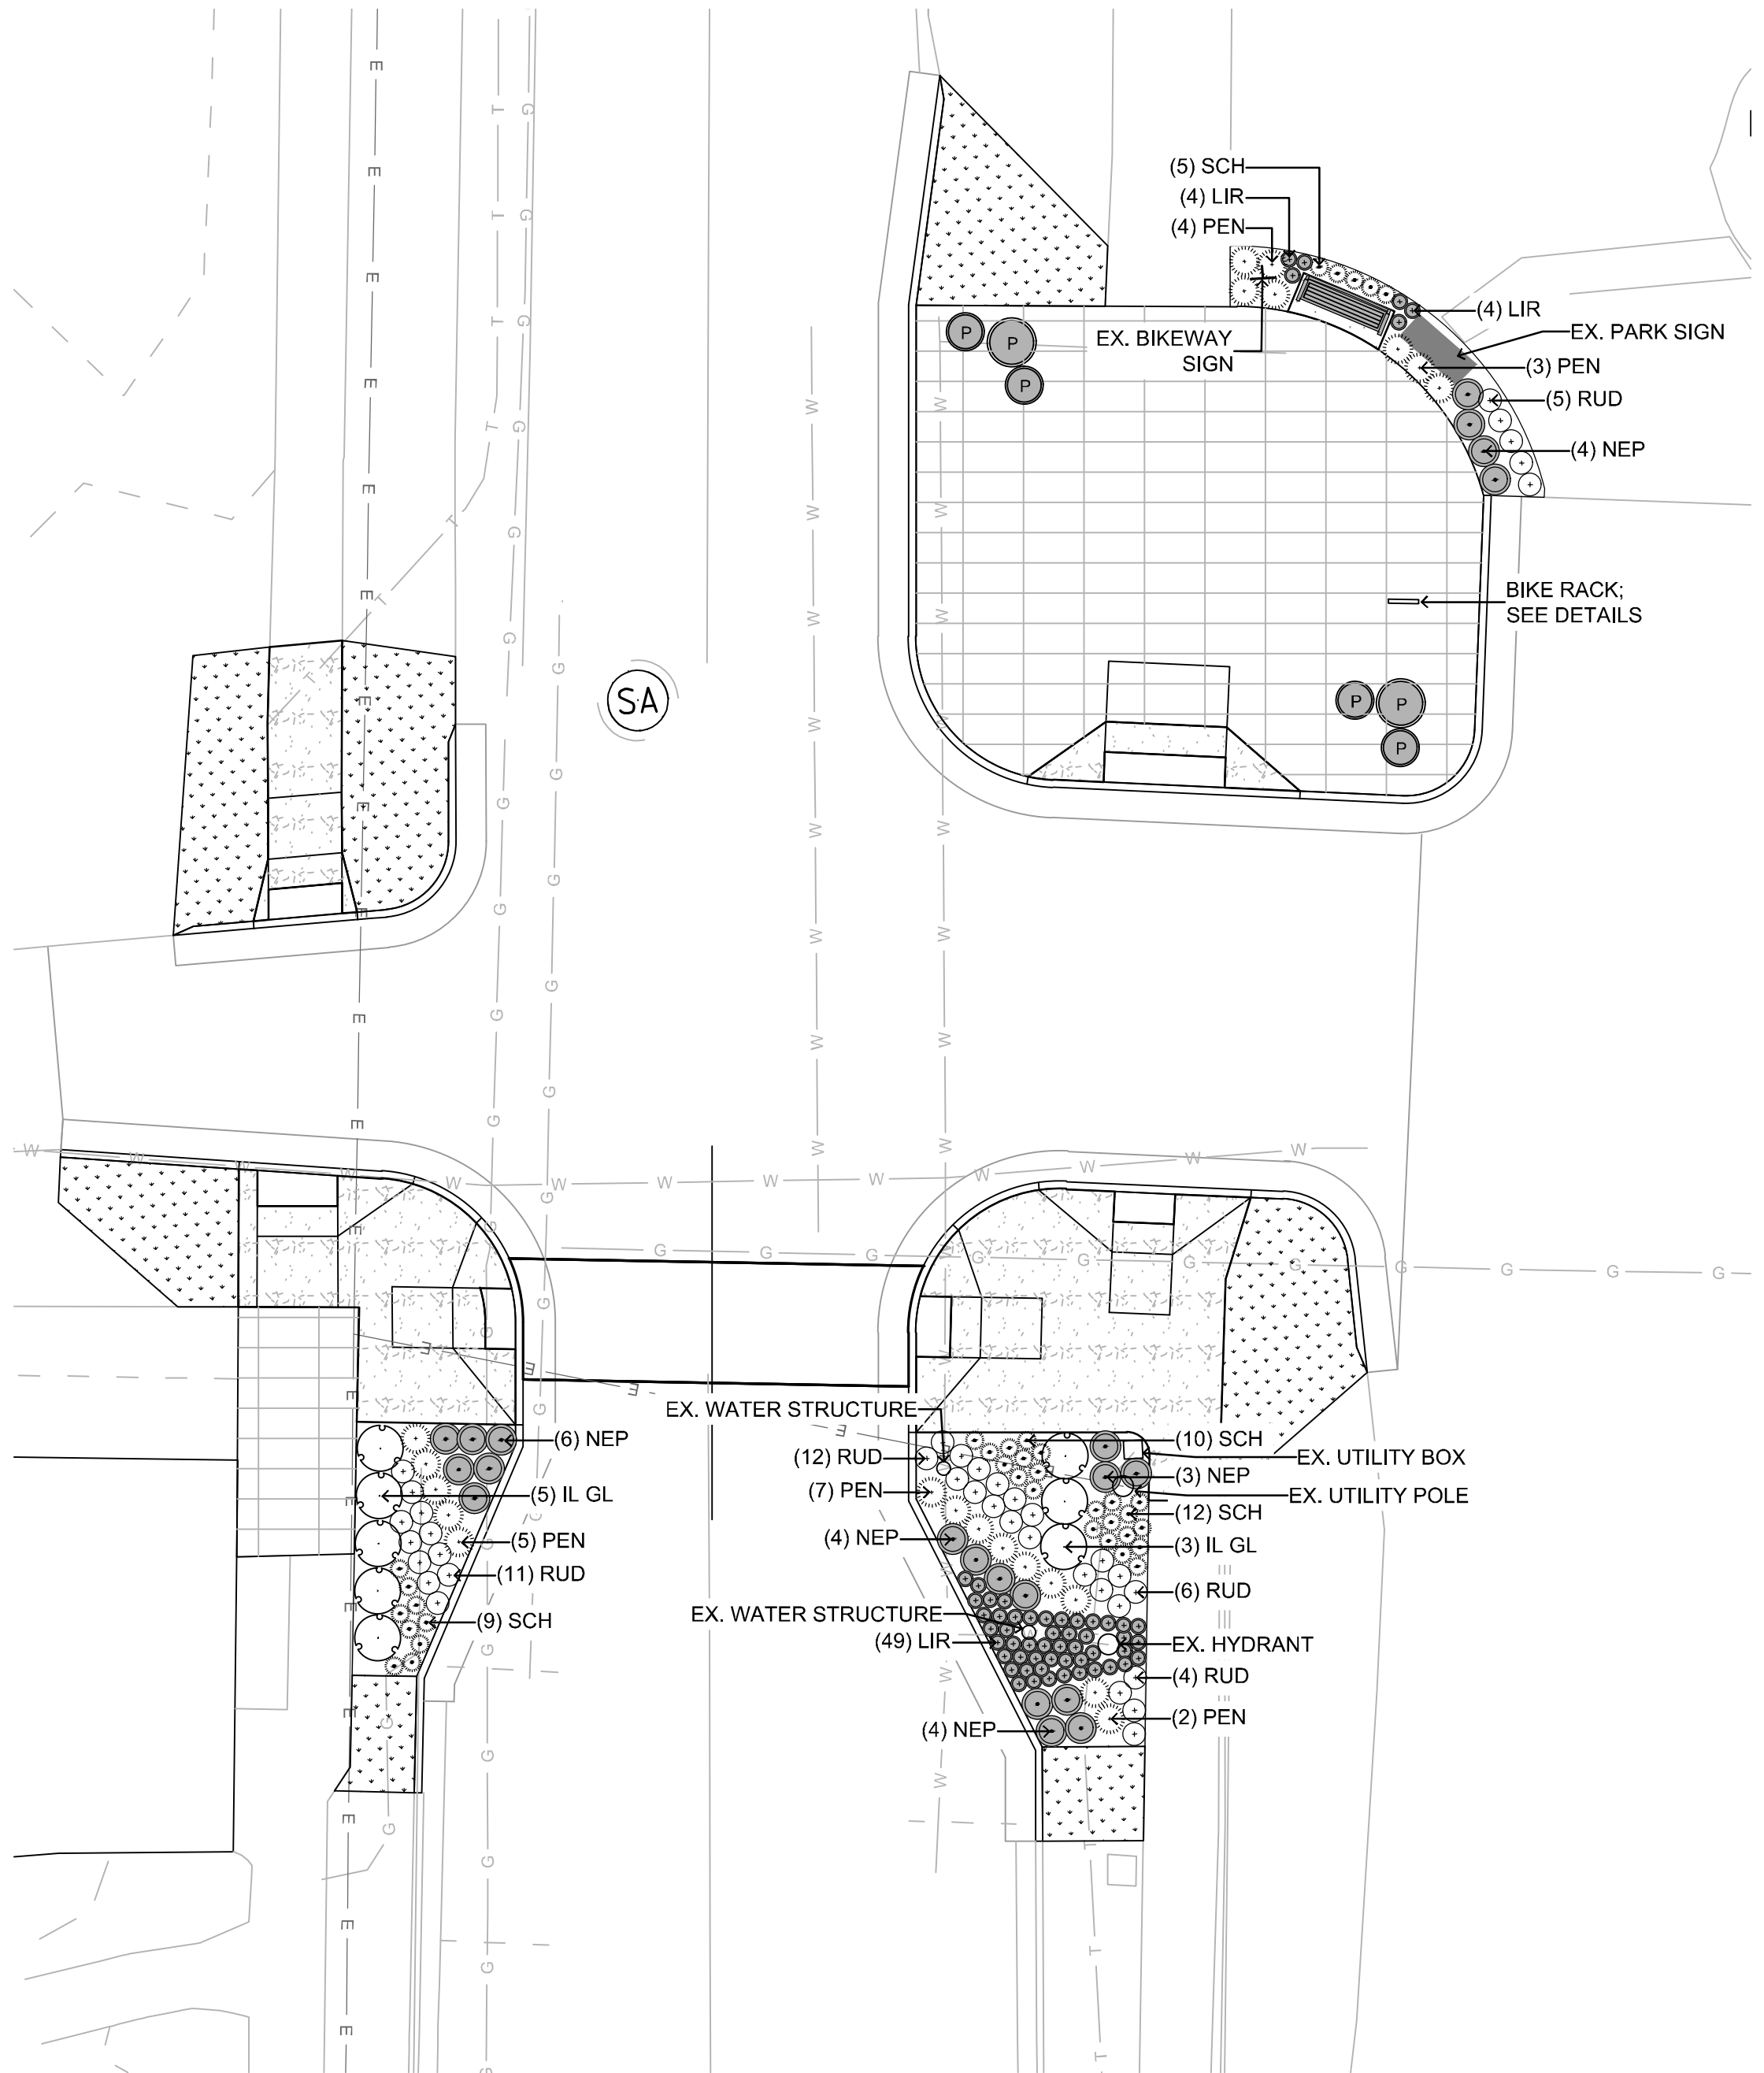 (5) SCH
(4) LIR
(4) PEN
EX. BIKEWAY
SIGN
(4) LIR
EX. PARK SIGN
(3) PEN
(5) RUD
(4) NEP
P
P
P
BIKE RACK;
SEE DETAILS
P
P
P
SA
(6) NEP
(5) IL GL
(5) PEN
(11) RUD
(9) SCH
EX. WATER STRUCTURE
(12) RUD
(7) PEN
(4) NEP
EX. WATER STRUCTURE
(49) LIR
(4) NEP
(10) SCH
EX. UTILITY BOX
(3) NEP
EX. UTILITY POLE
(12) SCH
(3) IL GL
(6) RUD
EX. HYDRANT
(4) RUD
(2) PEN